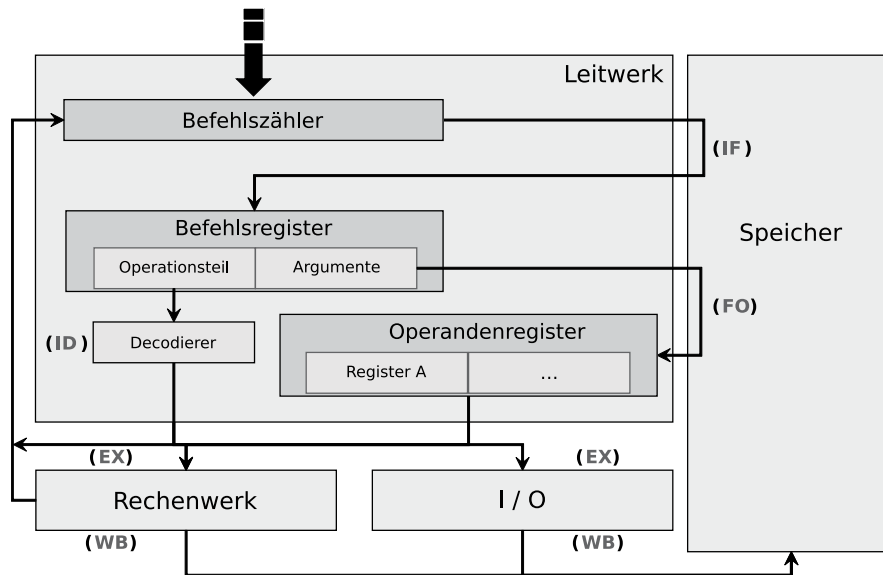 Leitwerk
Befehlszähler
(IF)
Befehlsregister
Speicher
Operationsteil
Argumente
(FO)
Operandenregister
(ID)
Decodierer
Register A
...
(EX)
(EX)
Rechenwerk
I / O
(WB)
(WB)